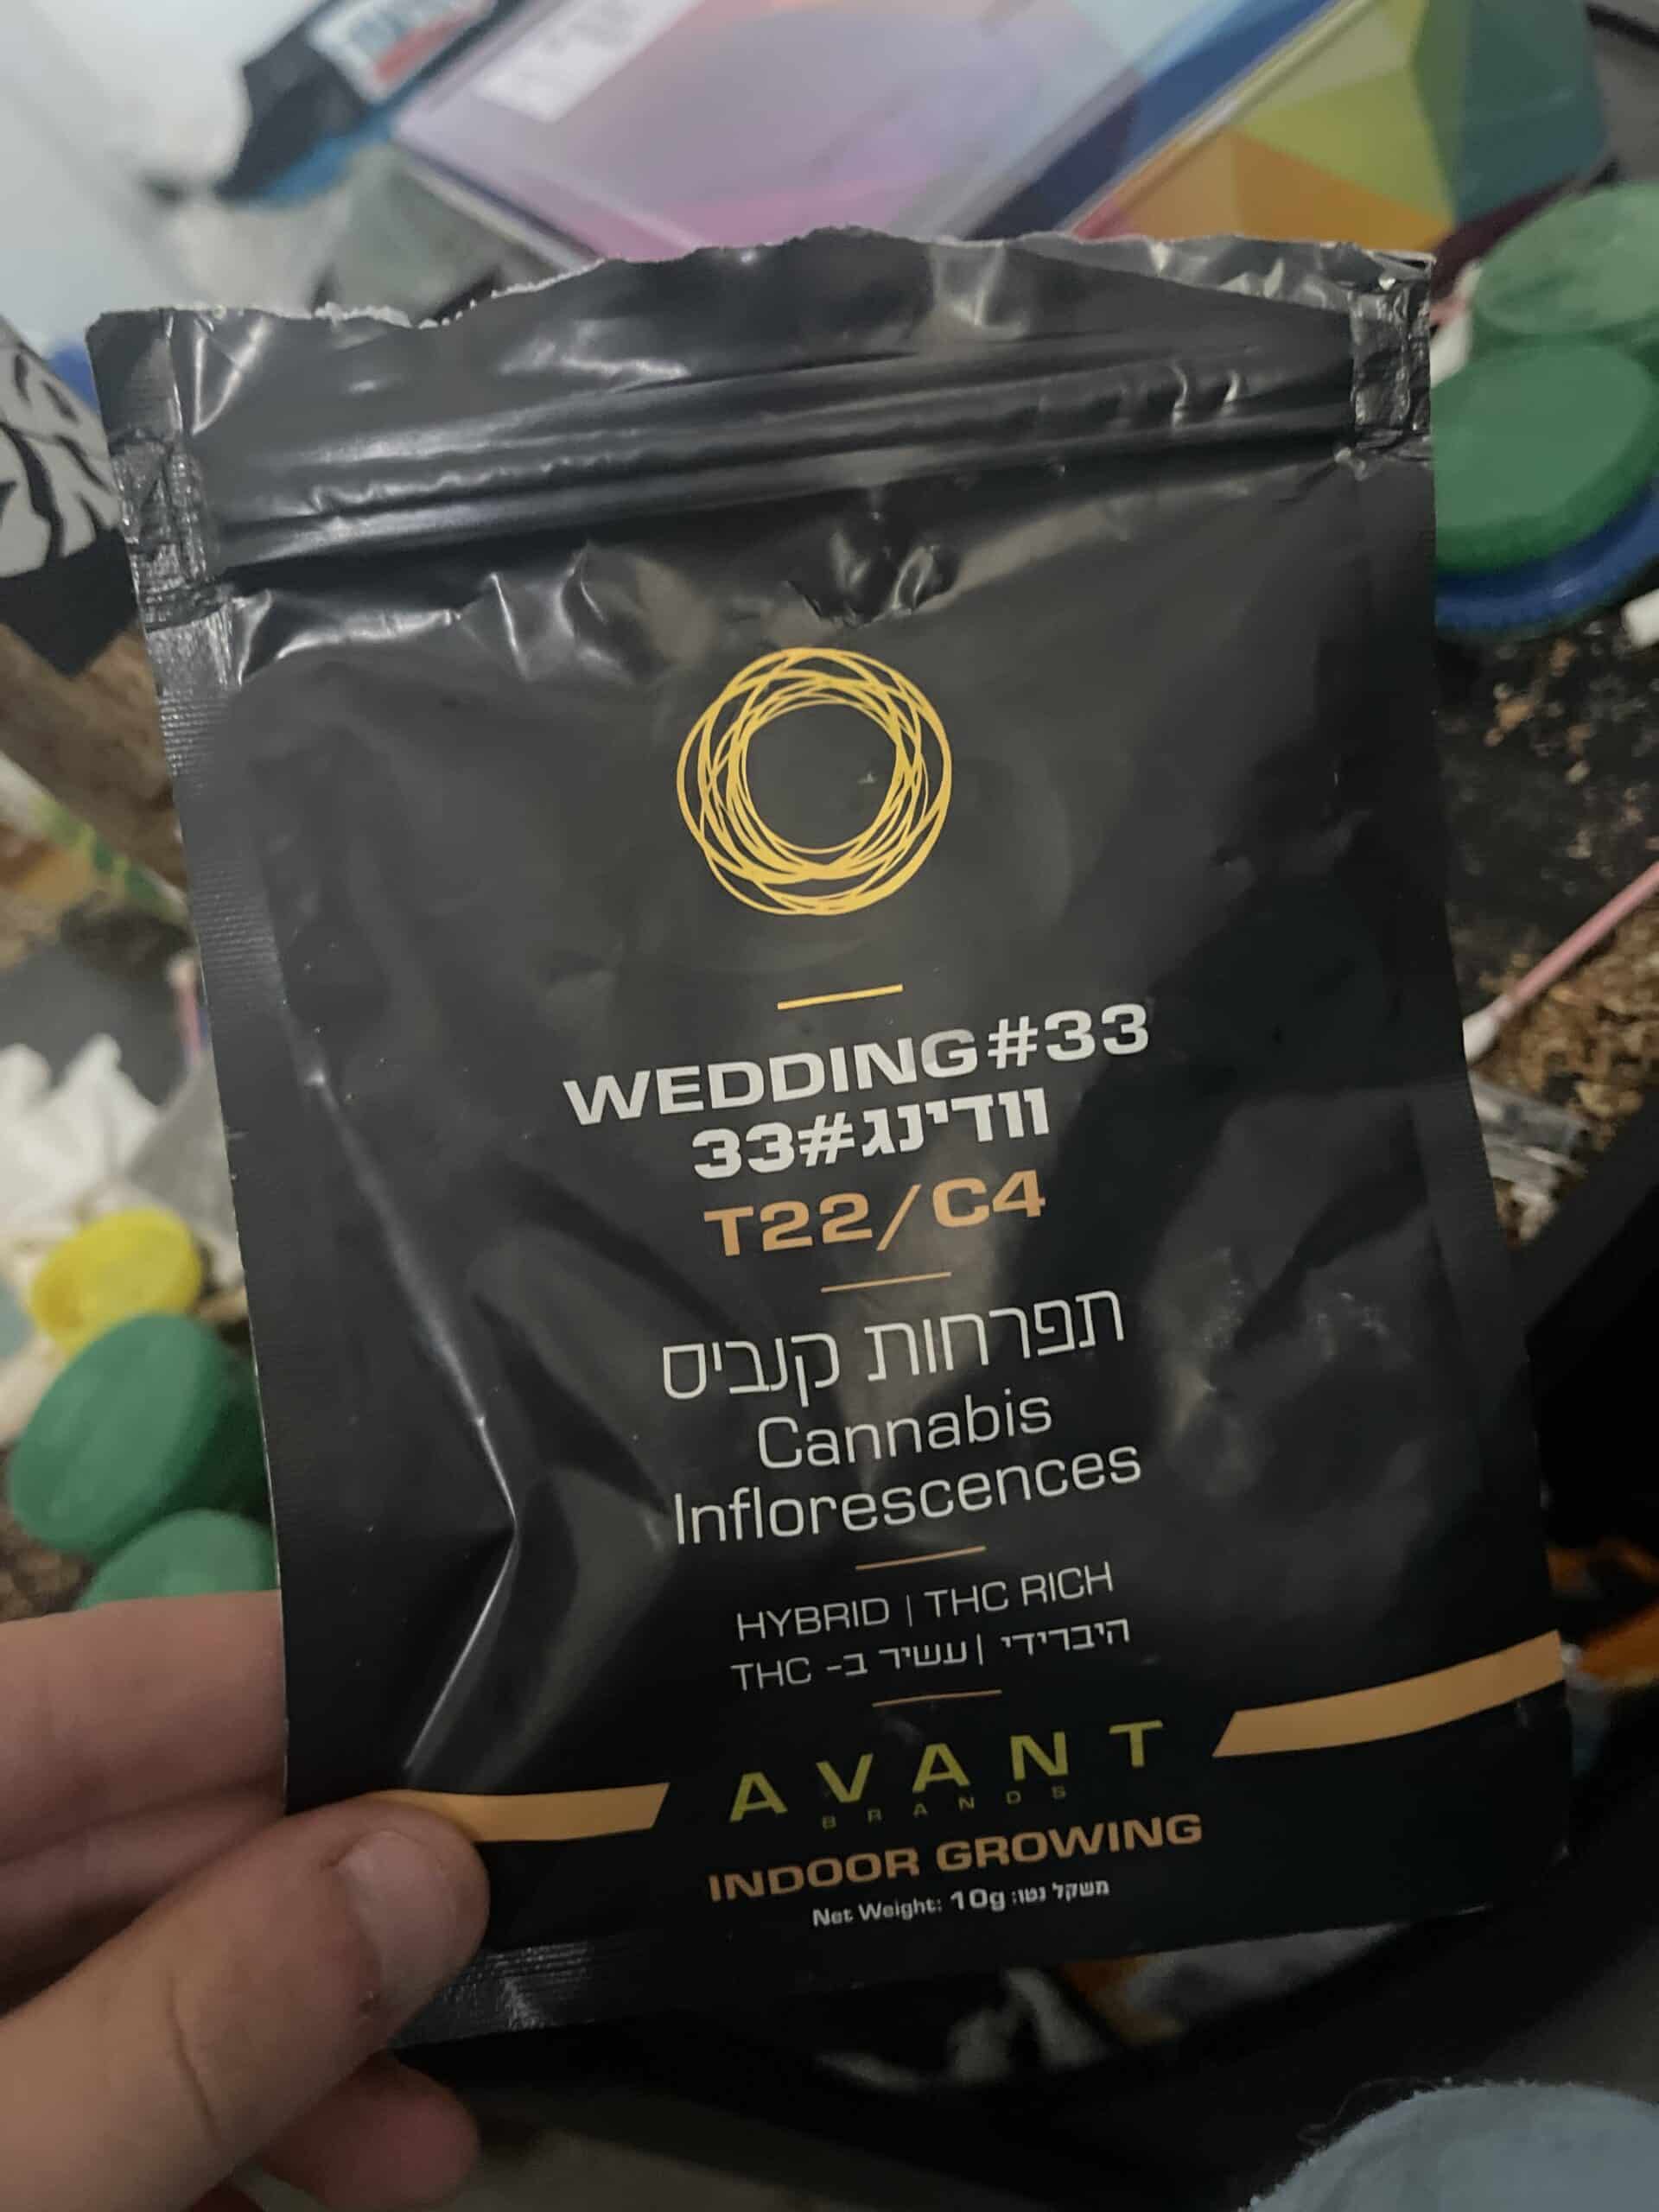 WEDDING#33
וודינג#33
T22/C4
תפרחות קנביס
Cannabis
Inflorescences
HYBRID | THC RICH
היברידי | עשיר ב- THC
AVANT
BRANDS
INDOOR GROWING
Net Weight: 10g :משקל נטו